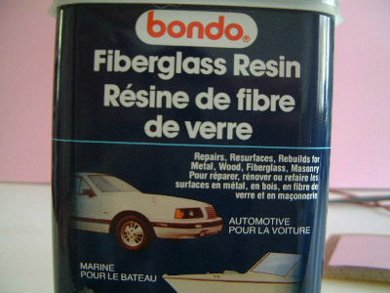 bondo®
Fiberglass Resin
Résine de fibre
de verre
Repairs, Resurfaces, Rebuilds for
Metal, Wood, Fiberglass, Masonry
Pour réparer, rénover ou refaire les
surfaces en métal, en bois, en fibre de
verre et en maçonnerie
AUTOMOTIVE
POUR LA VOITURE
MARINE
POUR LE BATEAU